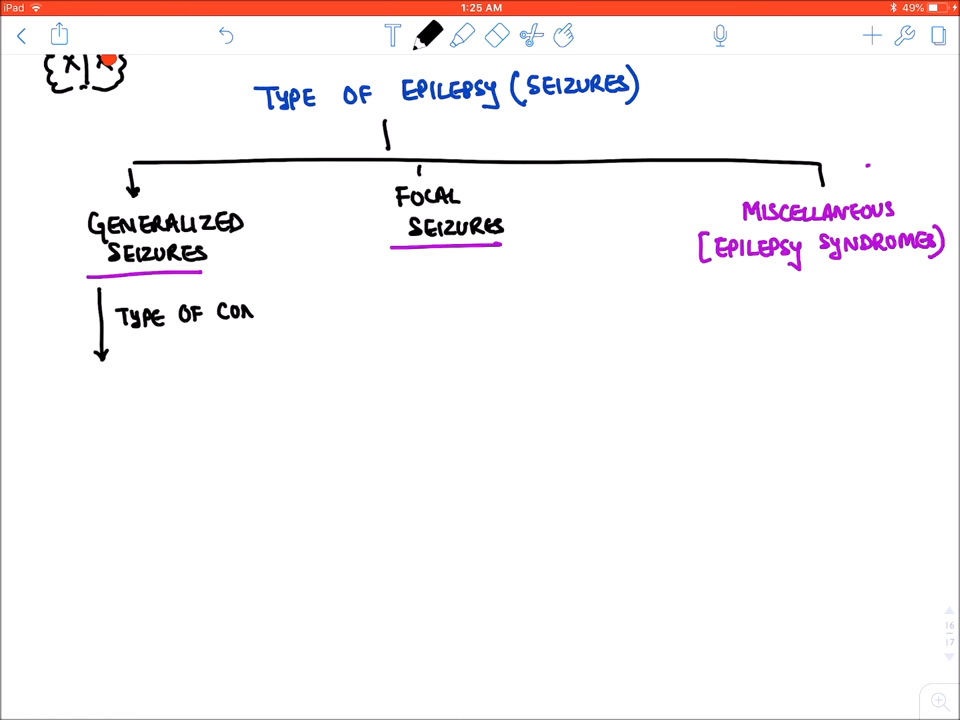 iPad 1:25 AM 49%
T
TYPE OF EPILEPSY (SEIZURES)
GENERALIZED
SEIZURES
FOCAL
SEIZURES
MISCELLANEOUS
[EPILEPSY SYNDROMES)
TYPE OF CON
16
17